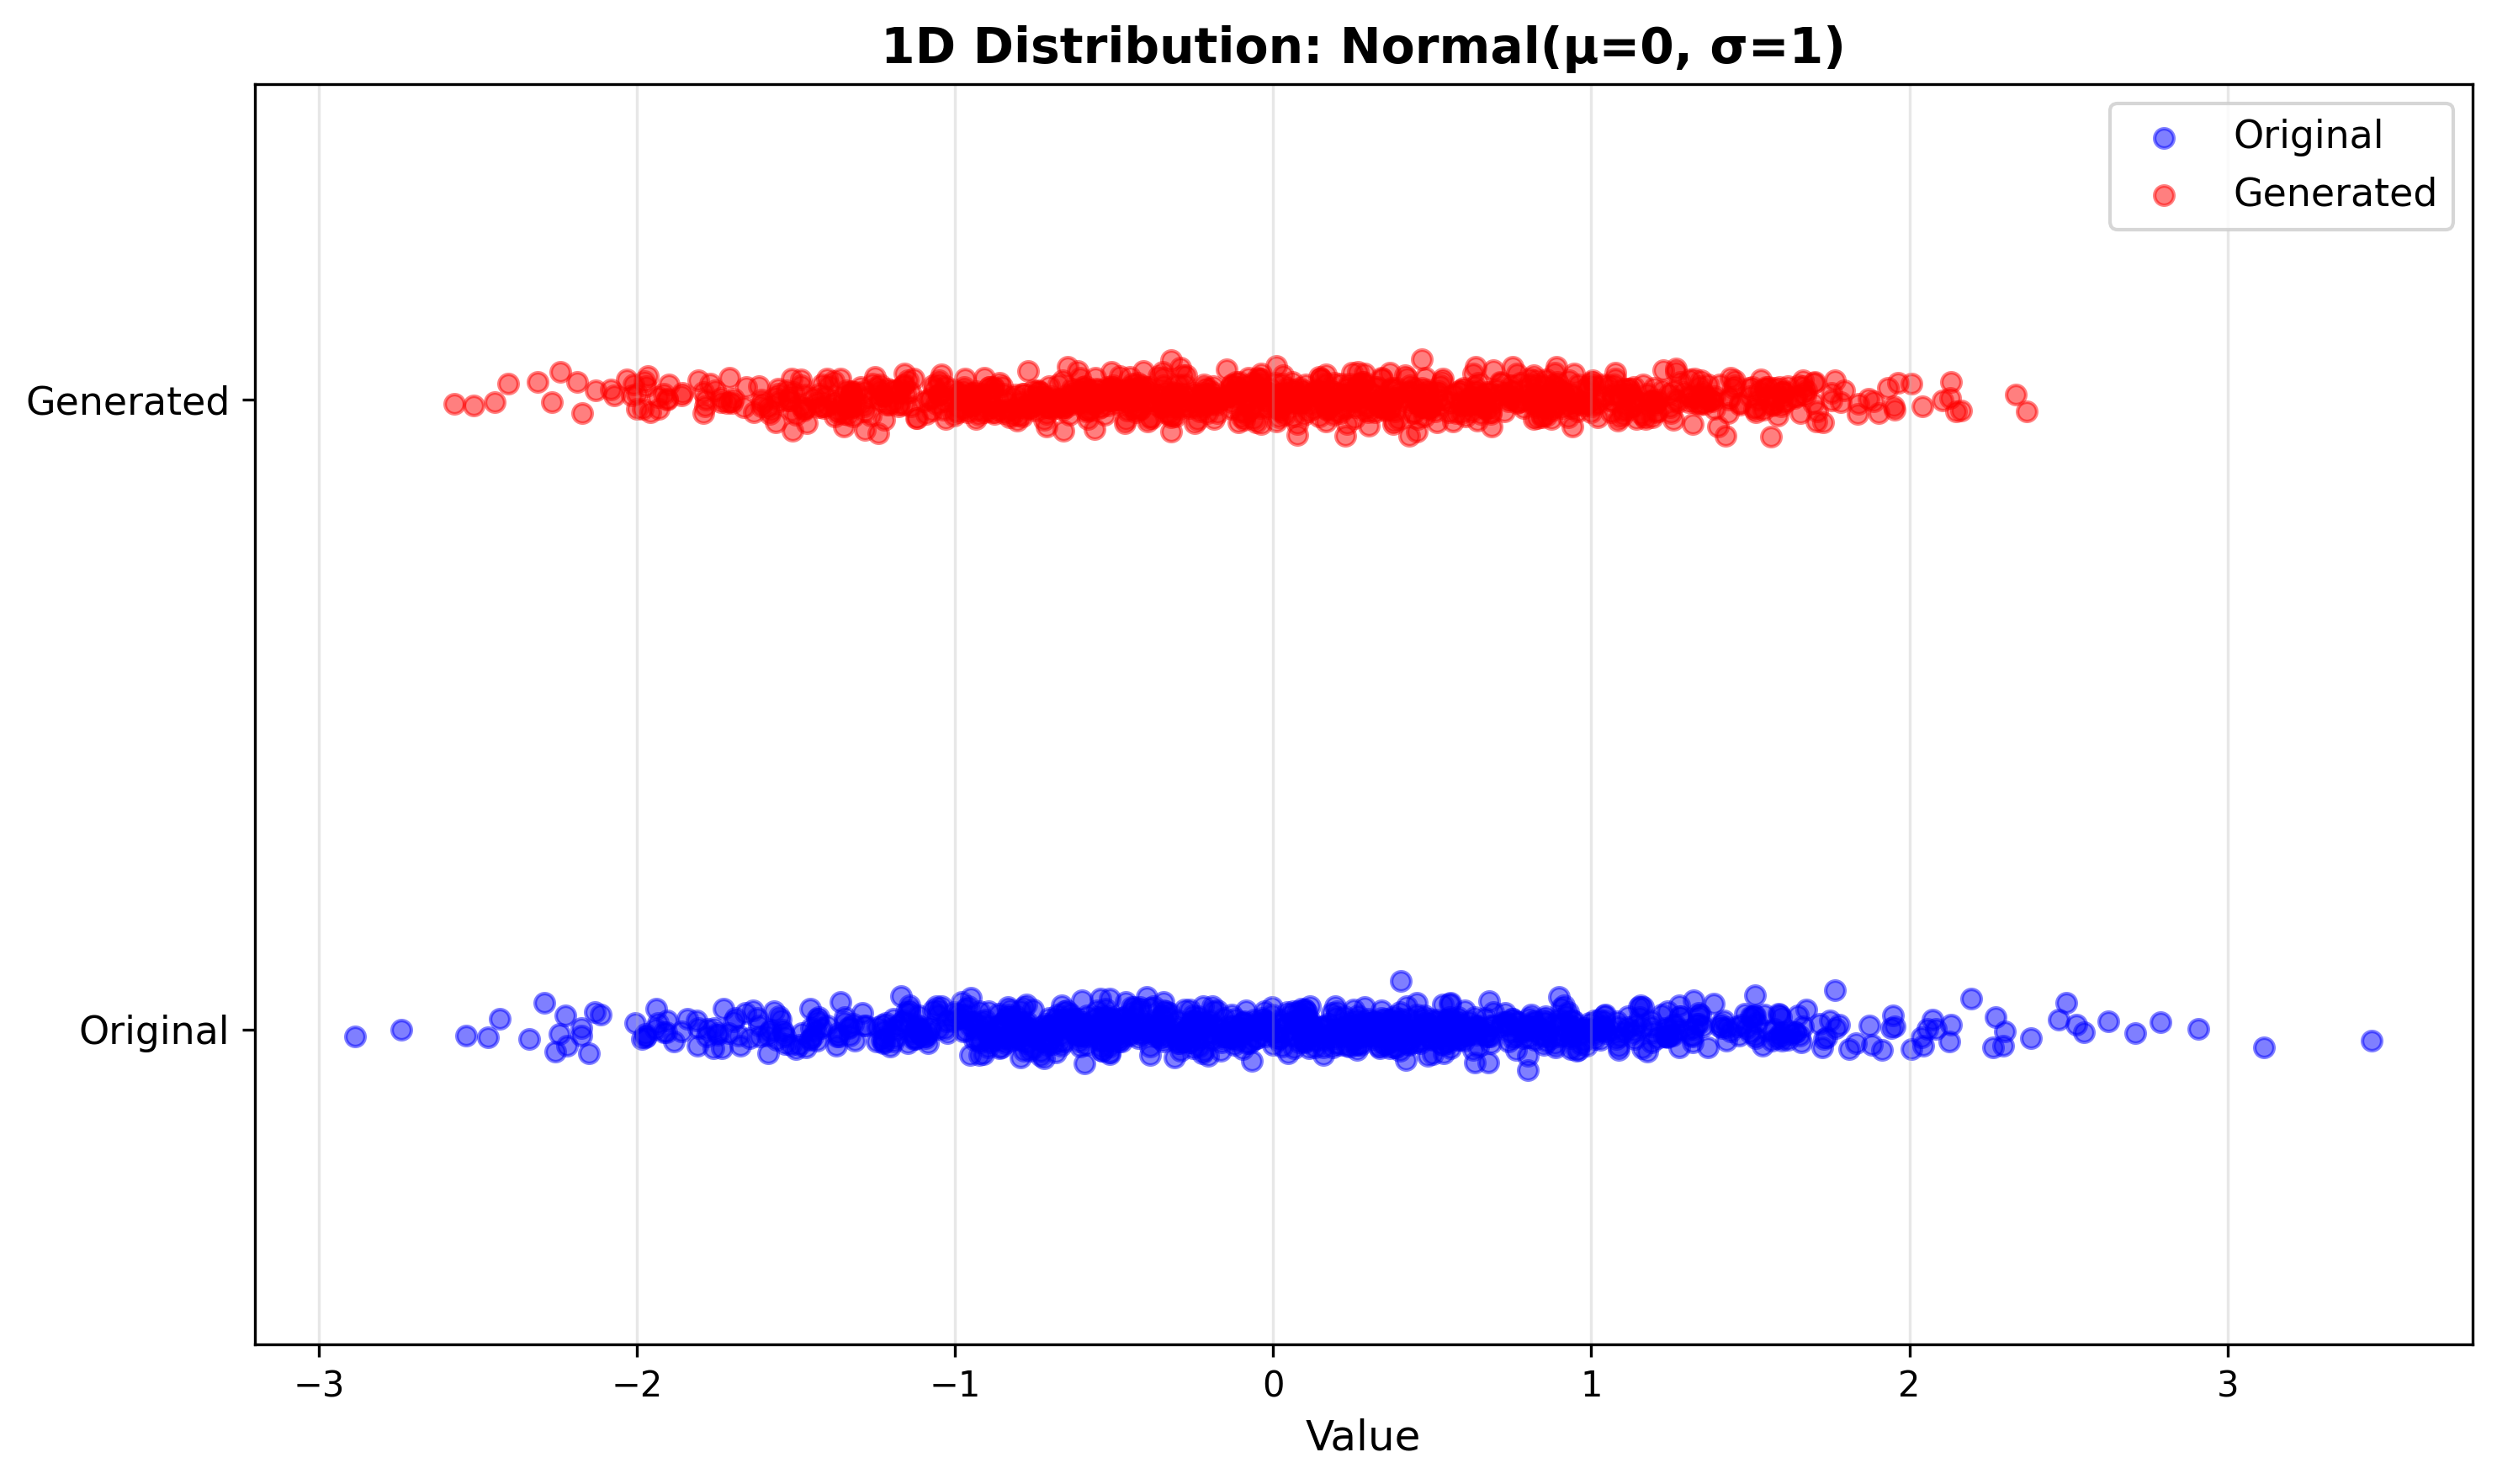 1D Distribution: Normal(μ=0, σ=1)
Original
Generated
Generated
Original
−3
−2
−1
0
1
2
3
Value